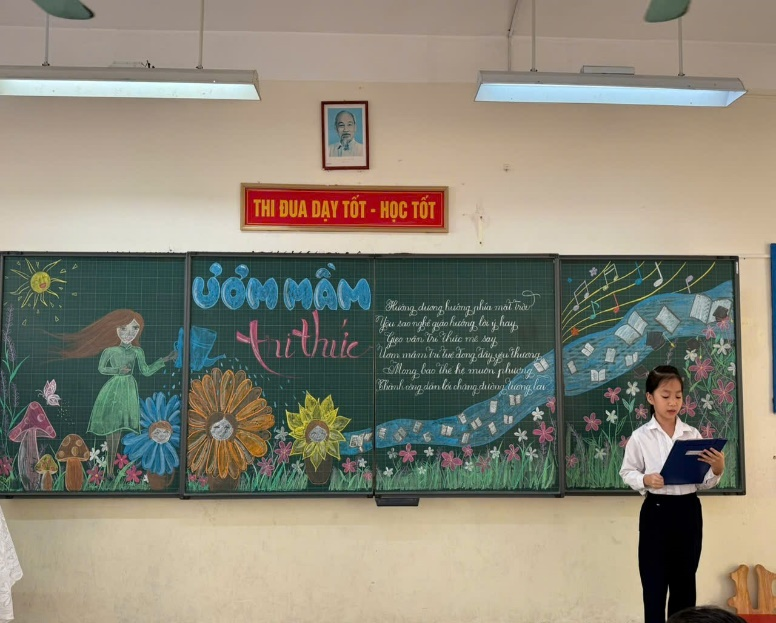 THI ĐUA DẠY TỐT - HỌC TỐT
ƯƠM MẦM
tri thức
Hướng dương hướng phía mặt trời
Yêu sao nghề giáo hướng lời ý hay
Gieo vần tri thức mê say
Ươm mầm trí tuệ dong đầy yêu thương
Mong bao thế hệ muôn phương
Thành công dẫn lối chặng đường tương lai